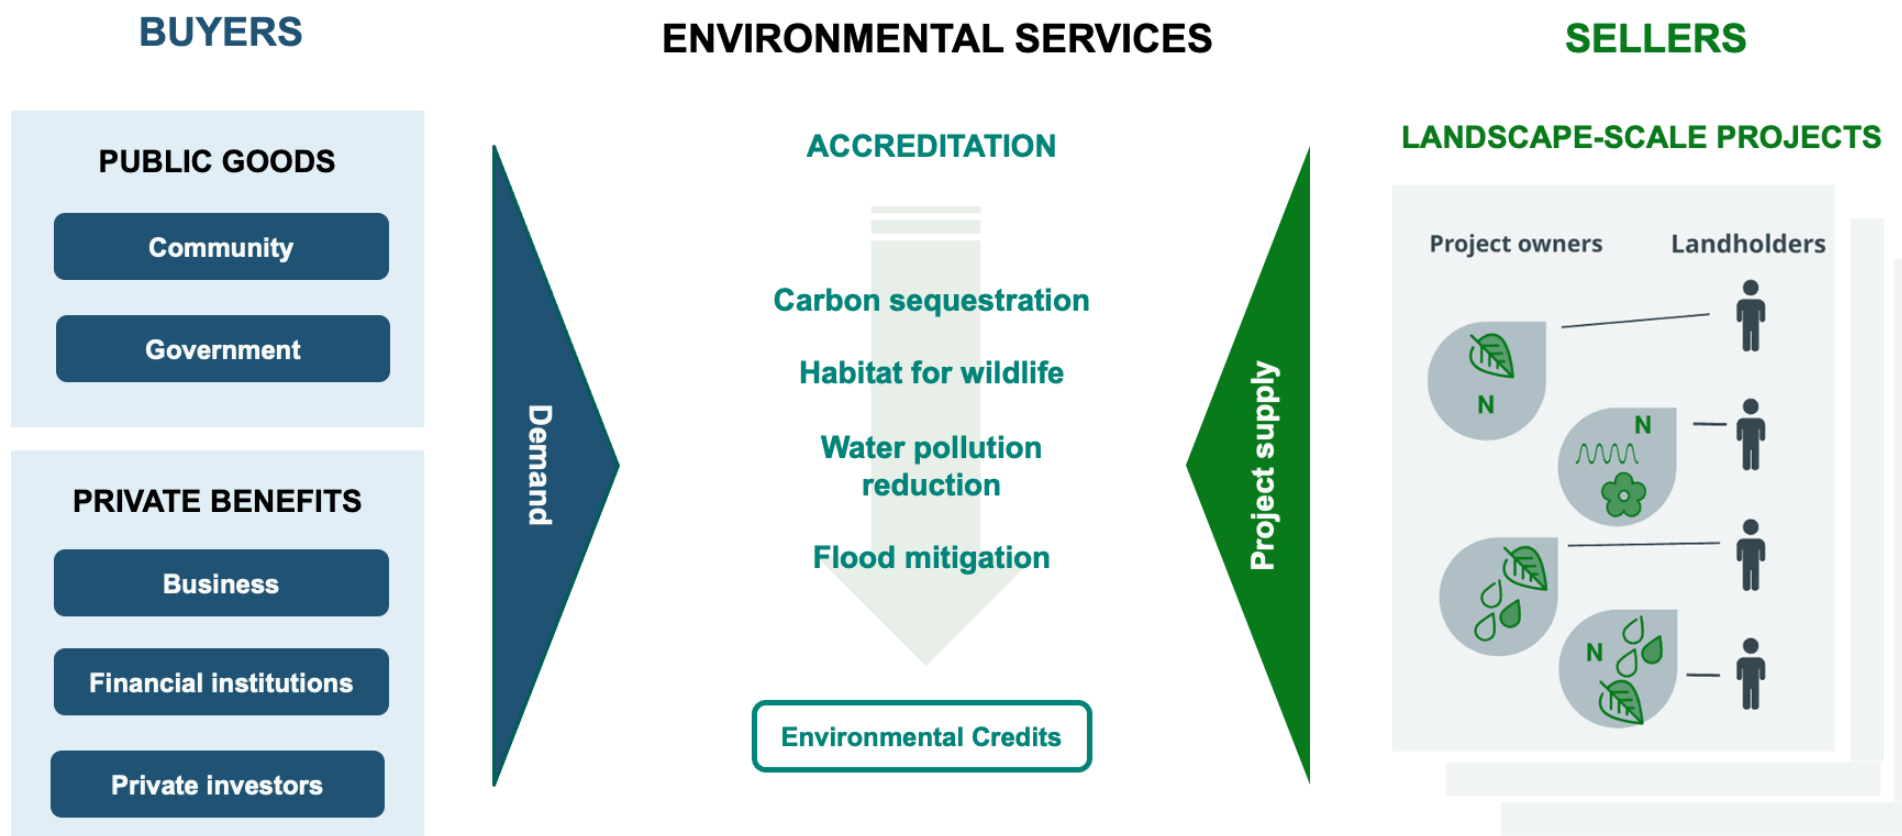 BUYERS
ENVIRONMENTAL SERVICES
SELLERS
PUBLIC GOODS
Community
Government
PRIVATE BENEFITS
Business
Financial institutions
Private investors
Demand
ACCREDITATION
Carbon sequestration
Habitat for wildlife
Water pollution
reduction
Flood mitigation
Environmental Credits
Project supply
LANDSCAPE-SCALE PROJECTS
Project owners
Landholders
N
N
N